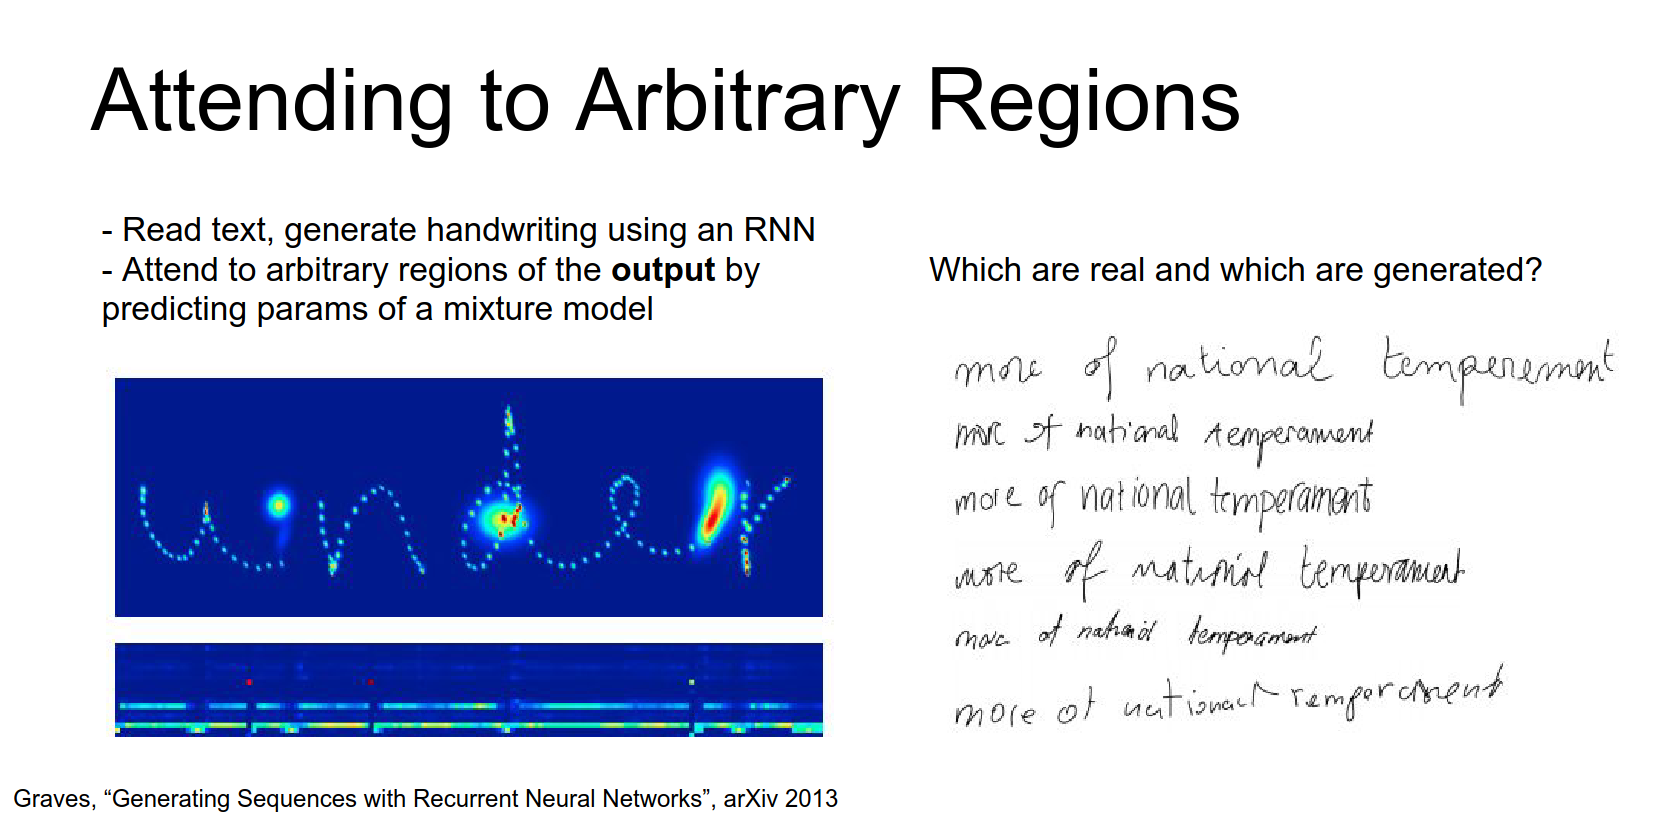 Attending to Arbitrary Regions
- Read text, generate handwriting using an RNN
- Attend to arbitrary regions of the output by
predicting params of a mixture model
Which are real and which are generated?
more of national temperement
more of national temperament
more of national temperament
more of national temperament
more of national temperament
more of national temperament
under
Graves, “Generating Sequences with Recurrent Neural Networks”, arXiv 2013